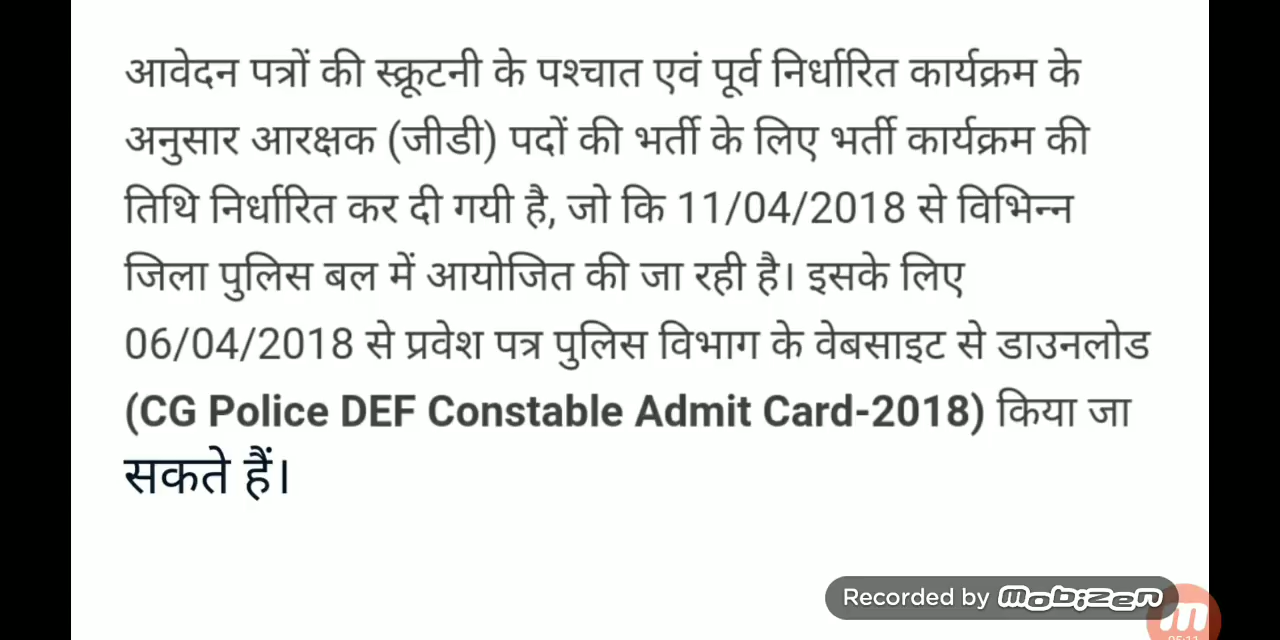 आवेदन पत्रों की स्क्रूटनी के पश्चात एवं पूर्व निर्धारित कार्यक्रम के
अनुसार आरक्षक (जीडी) पदों की भर्ती के लिए भर्ती कार्यक्रम की
तिथि निर्धारित कर दी गयी है, जो कि 11/04/2018 से विभिन्न
जिला पुलिस बल में आयोजित की जा रही है। इसके लिए
06/04/2018 से प्रवेश पत्र पुलिस विभाग के वेबसाइट से डाउनलोड
(CG Police DEF Constable Admit Card-2018) किया जा
सकते हैं।
Recorded by mobizen
m
05:11